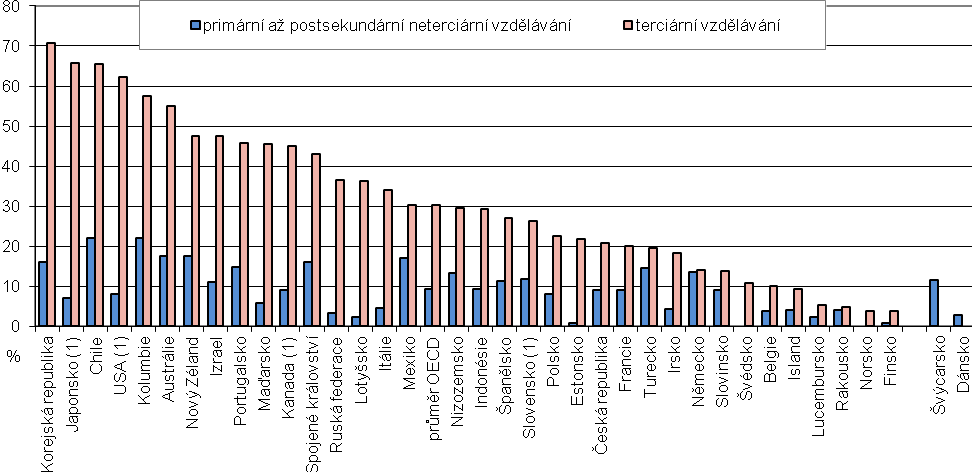 80
primární až postsekundární neterciární vzdělávání
terciární vzdělávání
70
60
50
40
30
20
10
0
%
Korejská republika
Japonsko (1)
Chile
USA (1)
Kolumbie
Austrálie
Nový Zéland
Izrael
Portugalsko
Maďarsko
Kanada (1)
Spojené království
Ruská federace
Lotyšsko
Itálie
Mexiko
průměr OECD
Nizozemsko
Indonésie
Španělsko
Slovensko (1)
Polsko
Estonsko
Česká republika
Francie
Turecko
Irsko
Německo
Slovinsko
Švédsko
Belgie
Island
Lucembursko
Rakousko
Norsko
Finsko
Švýcarsko
Dánsko